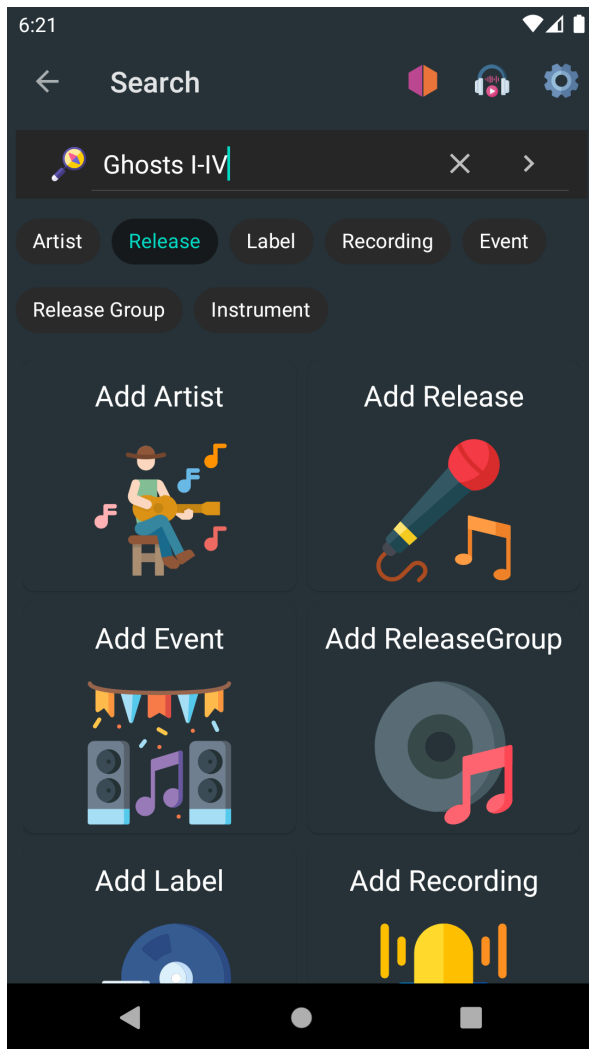 6:21
Search
Ghosts I-IV
Artist Release Label Recording Event
Release Group Instrument
Add Artist Add Release
Add Event Add ReleaseGroup
Add Label Add Recording